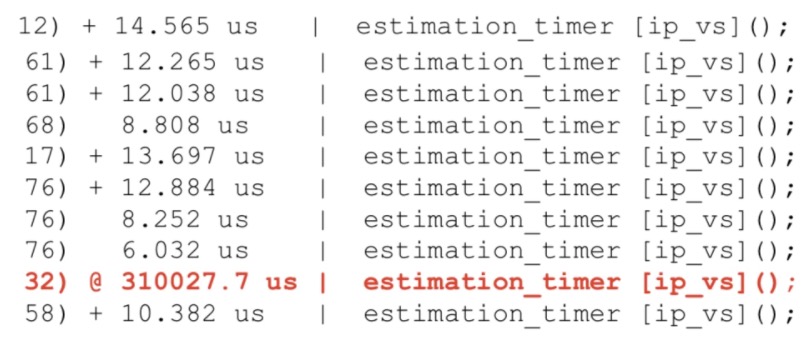 12) + 14.565 us   |   estimation_timer [ip_vs]();
61) + 12.265 us   |   estimation_timer [ip_vs]();
61) + 12.038 us   |   estimation_timer [ip_vs]();
68)   8.808 us    |   estimation_timer [ip_vs]();
17) + 13.697 us   |   estimation_timer [ip_vs]();
76) + 12.884 us   |   estimation_timer [ip_vs]();
76)   8.252 us    |   estimation_timer [ip_vs]();
76)   6.032 us    |   estimation_timer [ip_vs]();
32) @ 310027.7 us |   estimation_timer [ip_vs]();
58) + 10.382 us   |   estimation_timer [ip_vs]();